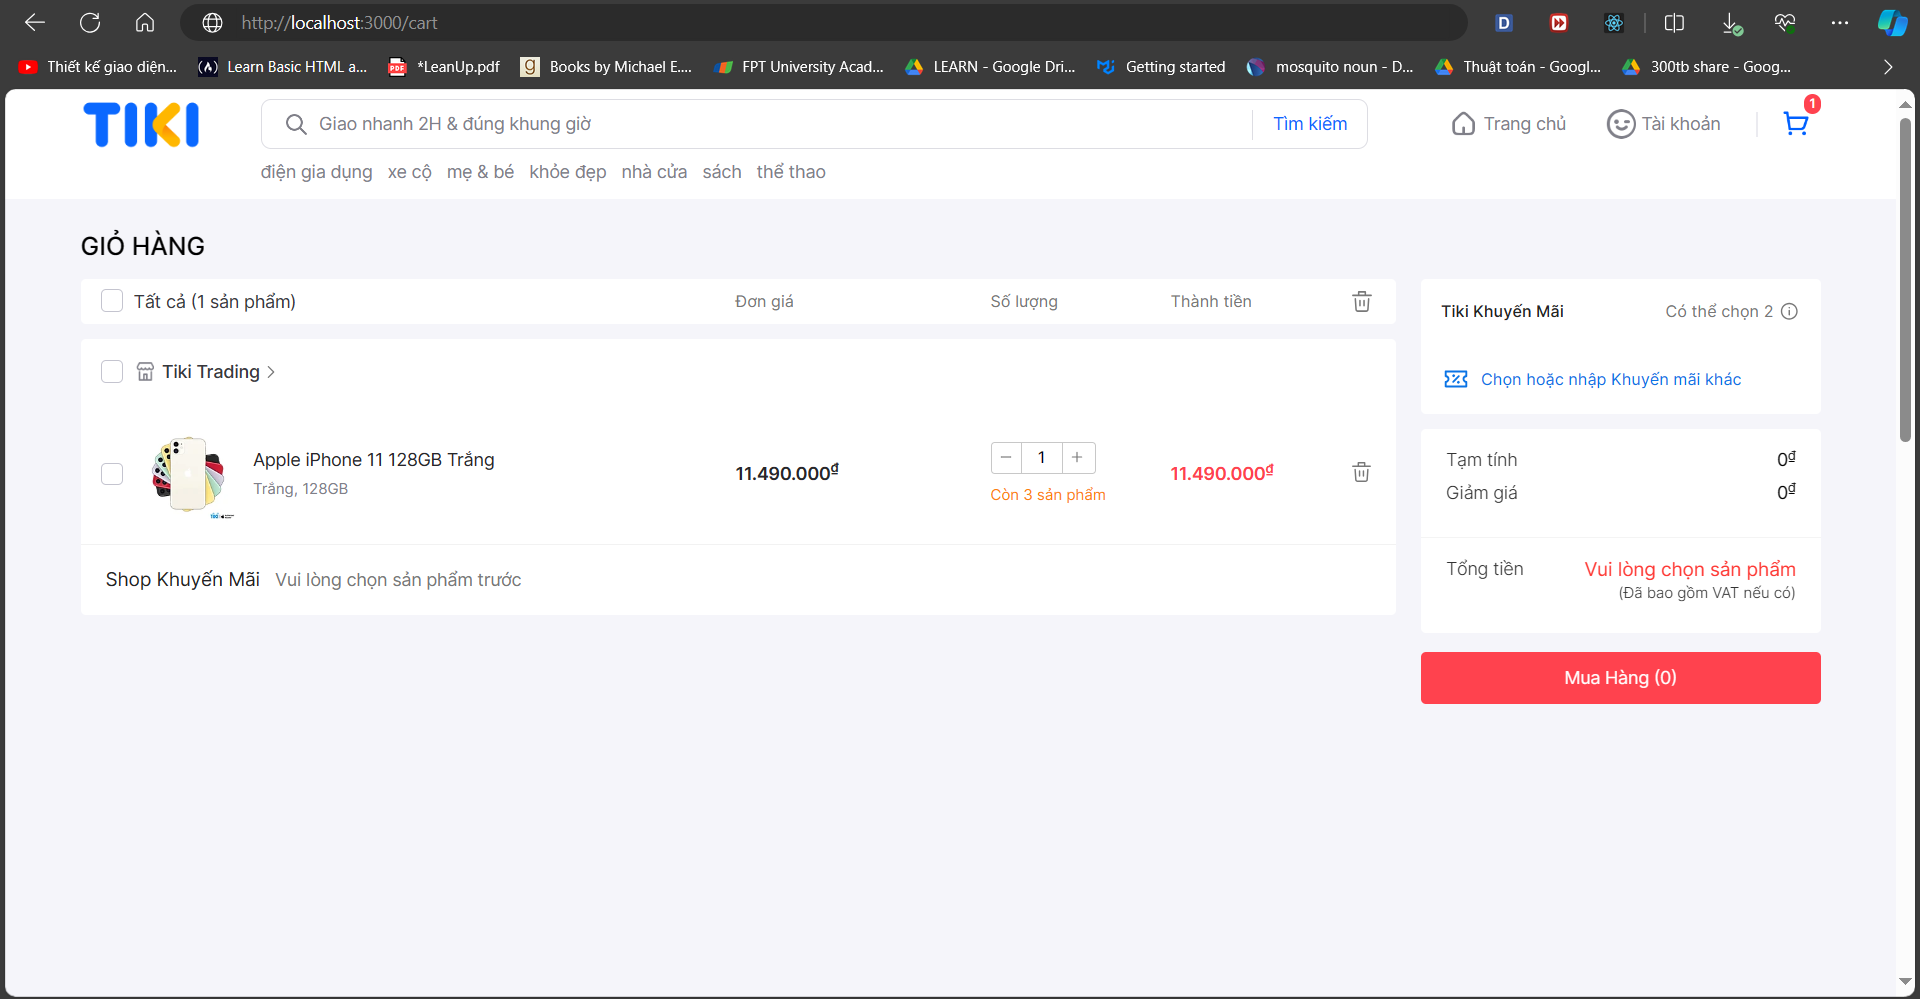 http://localhost:3000/cart
D
Thiết kế giao diện... Learn Basic HTML a... *LeanUp.pdf Books by Michael E.... FPT University Acad... LEARN - Google Dri... Getting started mosquito noun - D... Thuật toán - Googl... 300tb share - Goog...
TIKI
Giao nhanh 2H & đúng khung giờ
Tìm kiếm
Trang chủ
Tài khoản
1
điện gia dụng xe cộ mẹ & bé khỏe đẹp nhà cửa sách thể thao
GIỎ HÀNG
Tất cả (1 sản phẩm) Đơn giá Số lượng Thành tiền
Tiki Trading
Apple iPhone 11 128GB Trắng
Trắng, 128GB
11.490.000₫
− 1 +
Còn 3 sản phẩm
11.490.000₫
Shop Khuyến Mãi Vui lòng chọn sản phẩm trước
Tiki Khuyến Mãi Có thể chọn 2
Chọn hoặc nhập Khuyến mãi khác
Tạm tính 0₫
Giảm giá 0₫
Tổng tiền Vui lòng chọn sản phẩm
(Đã bao gồm VAT nếu có)
Mua Hàng (0)